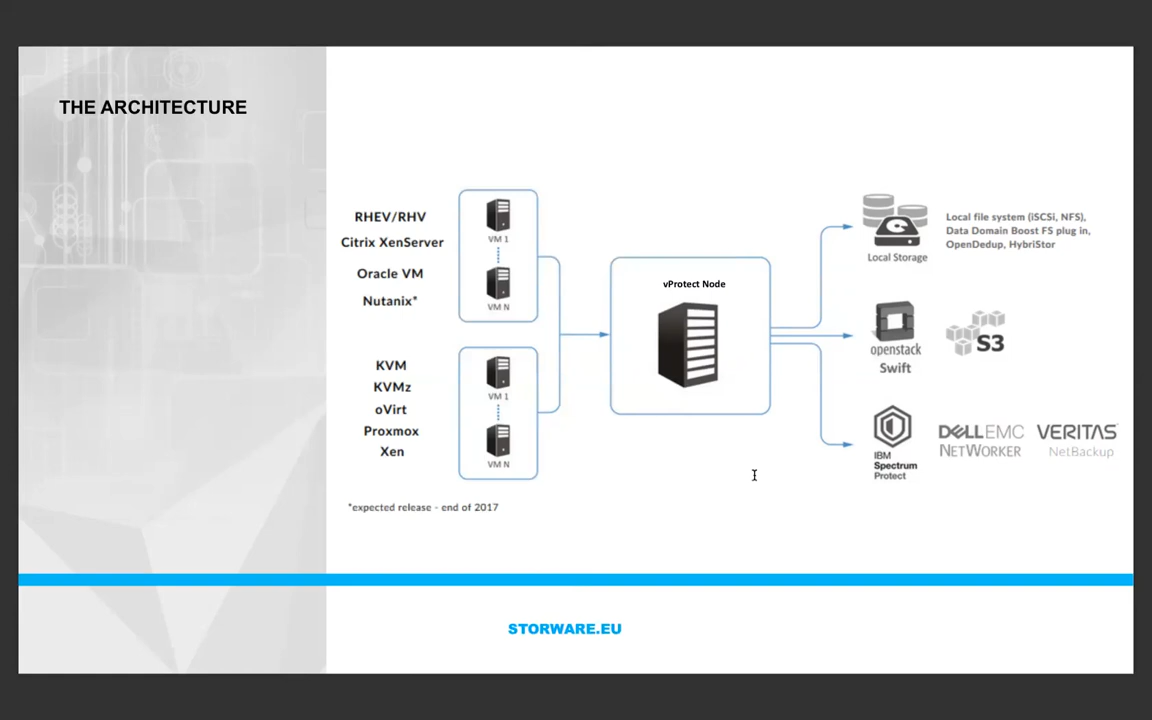 THE ARCHITECTURE
RHEV/RHV
Citrix XenServer
Oracle VM
Nutanix*
VM 1
VM N
KVM
KVMz
oVirt
Proxmox
Xen
VM 1
VM N
*expected release - end of 2017
vProtect Node
Local Storage
Local file system (iSCSi, NFS),
Data Domain Boost FS plug in,
OpenDedup, HybriStor
openstack
Swift
S3
IBM
Spectrum
Protect
DELLEMC
NETWORKER
VERITAS
NetBackup
STORWARE.EU